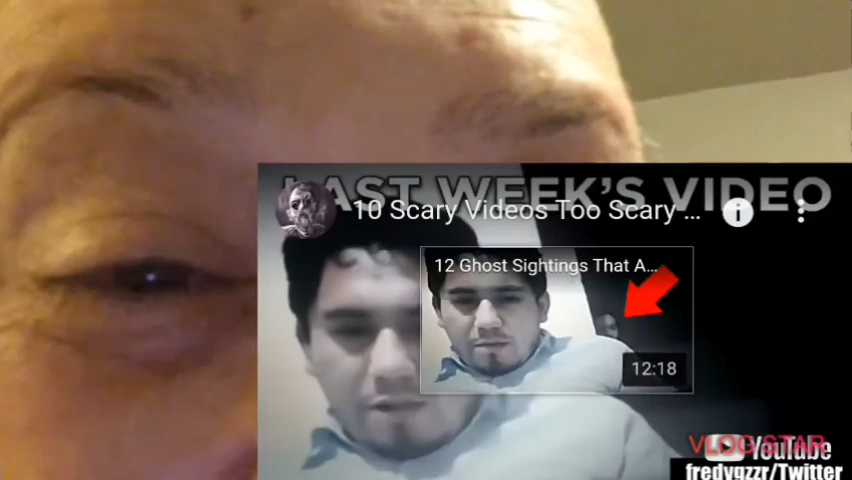 LAST WEEK'S VIDEO
10 Scary Videos Too Scary ...
i
12 Ghost Sightings That A...
12:18
VLOG STAR
YouTube
fredygzzr/Twitter